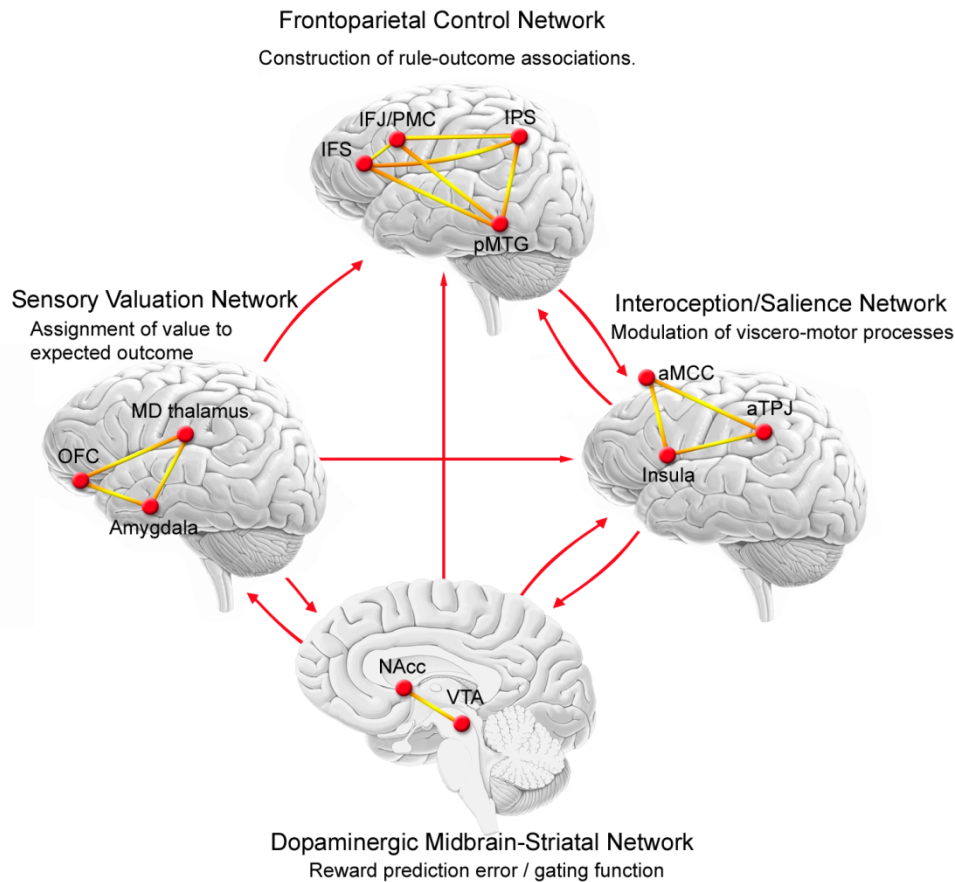 Frontoparietal Control Network
Construction of rule-outcome associations.
IFJ/PMC
IPS
IFS
pMTG
Sensory Valuation Network
Assignment of value to
expected outcome
MD thalamus
OFC
Amygdala
Interoception/Salience Network
Modulation of viscero-motor processes
aMCC
aTPJ
Insula
NAcc
VTA
Dopaminergic Midbrain-Striatal Network
Reward prediction error / gating function